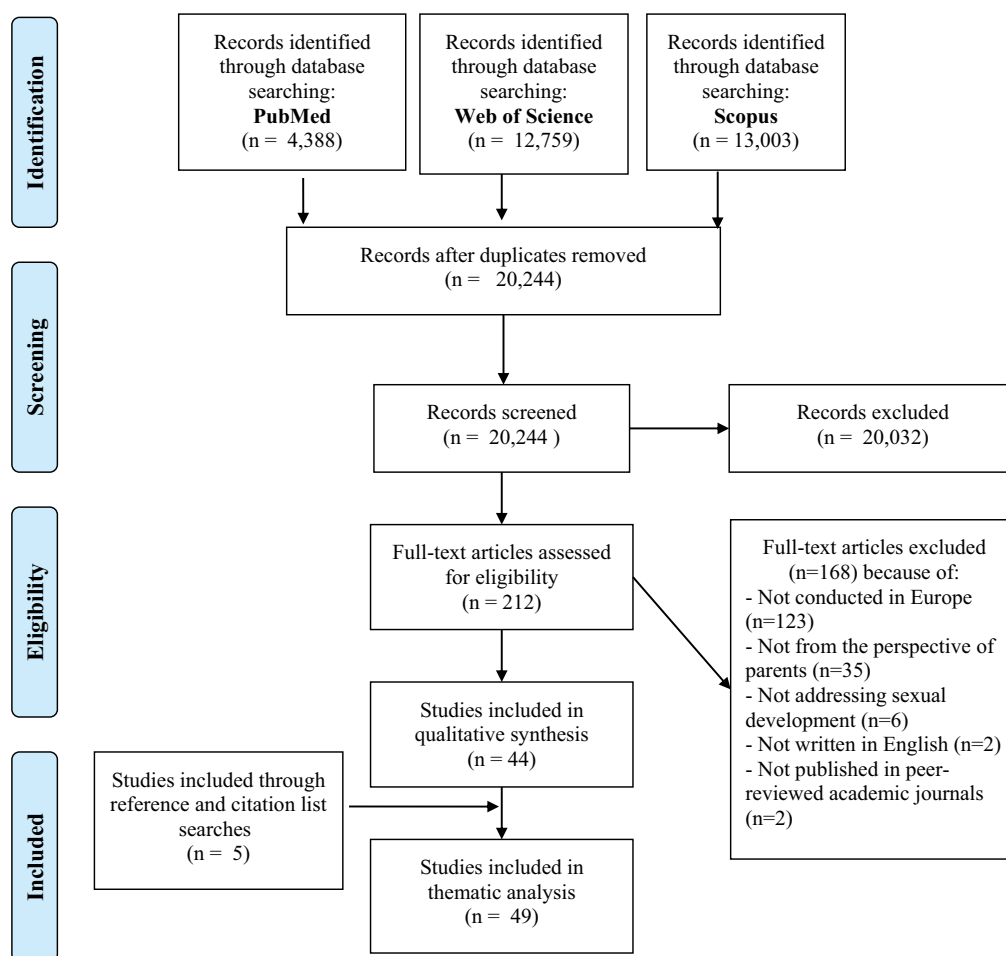 Identification
Records identified
through database
searching:
PubMed
(n = 4,388)
Records identified
through database
searching:
Web of Science
(n = 12,759)
Records identified
through database
searching:
Scopus
(n = 13,003)
Records after duplicates removed
(n = 20,244)
Screening
Records screened
(n = 20,244 )
Records excluded
(n = 20,032)
Eligibility
Full-text articles assessed
for eligibility
(n = 212)
Full-text articles excluded
(n=168) because of:
- Not conducted in Europe
(n=123)
- Not from the perspective of
parents (n=35)
- Not addressing sexual
development (n=6)
- Not written in English (n=2)
- Not published in peer-
reviewed academic journals
(n=2)
Studies included in
qualitative synthesis
(n = 44)
Included
Studies included through
reference and citation list
searches
(n = 5)
Studies included in
thematic analysis
(n = 49)